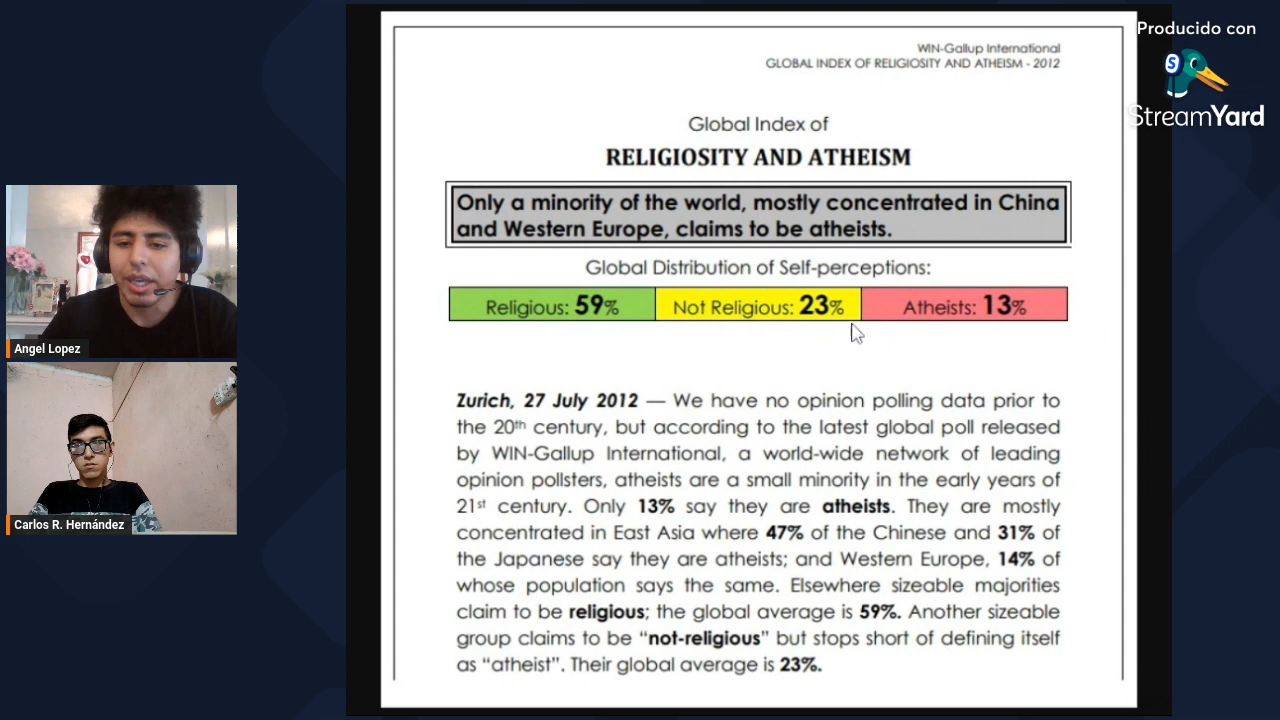 Producido con
StreamYard
WIN-Gallup International
GLOBAL INDEX OF RELIGIOSITY AND ATHEISM - 2012
Global Index of
RELIGIOSITY AND ATHEISM
Only a minority of the world, mostly concentrated in China
and Western Europe, claims to be atheists.
Global Distribution of Self-perceptions:
Religious: 59% Not Religious: 23% Atheists: 13%
Zurich, 27 July 2012 — We have no opinion polling data prior to
the 20th century, but according to the latest global poll released
by WIN-Gallup International, a world-wide network of leading
opinion pollsters, atheists are a small minority in the early years of
21st century. Only 13% say they are atheists. They are mostly
concentrated in East Asia where 47% of the Chinese and 31% of
the Japanese say they are atheists; and Western Europe, 14% of
whose population says the same. Elsewhere sizeable majorities
claim to be religious; the global average is 59%. Another sizeable
group claims to be “not-religious” but stops short of defining itself
as “atheist”. Their global average is 23%.
Angel Lopez
Carlos R. Hernández